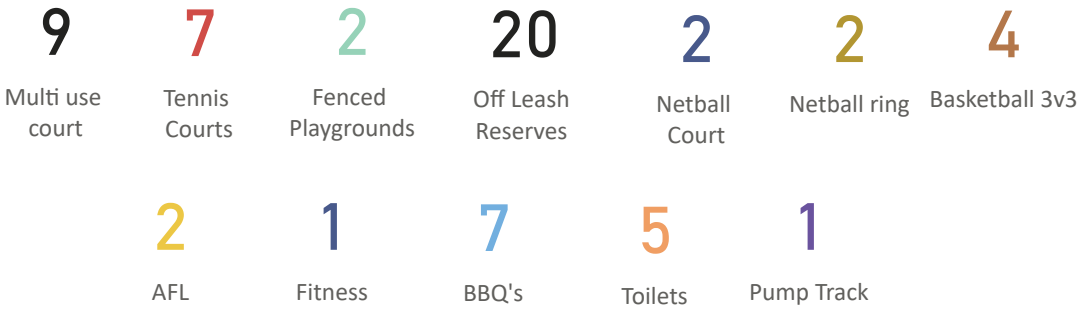 9 7 2 20 2 2 4
Multi use Tennis Fenced Off Leash Netball Netball ring Basketball 3v3
court Courts Playgrounds Reserves Court
2 1 7 5 1
AFL Fitness BBQ's Toilets Pump Track